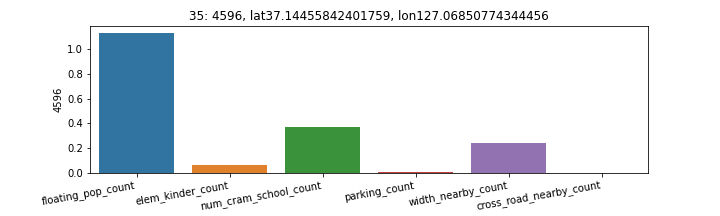 35: 4596, lat37.14455842401759, lon127.06850774344456
1.0
0.8
0.6
0.4
0.2
0.0
4596
floating_pop_count
elem_kinder_count
num_cram_school_count
parking_count
width_nearby_count
cross_road_nearby_count